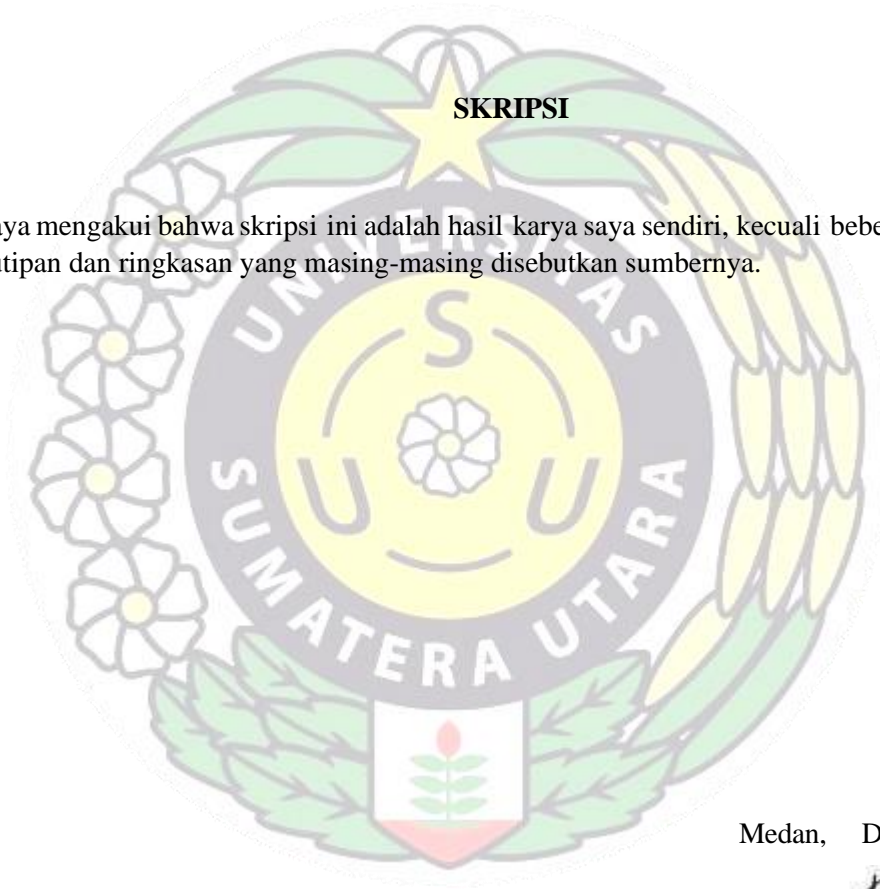 SKRIPSI
aya mengakui bahwa skripsi ini adalah hasil karya saya sendiri, kecuali bebe
utipan dan ringkasan yang masing-masing disebutkan sumbernya.
UNIVERSITAS
S
U U
SUMATERA UTARA
Medan, D